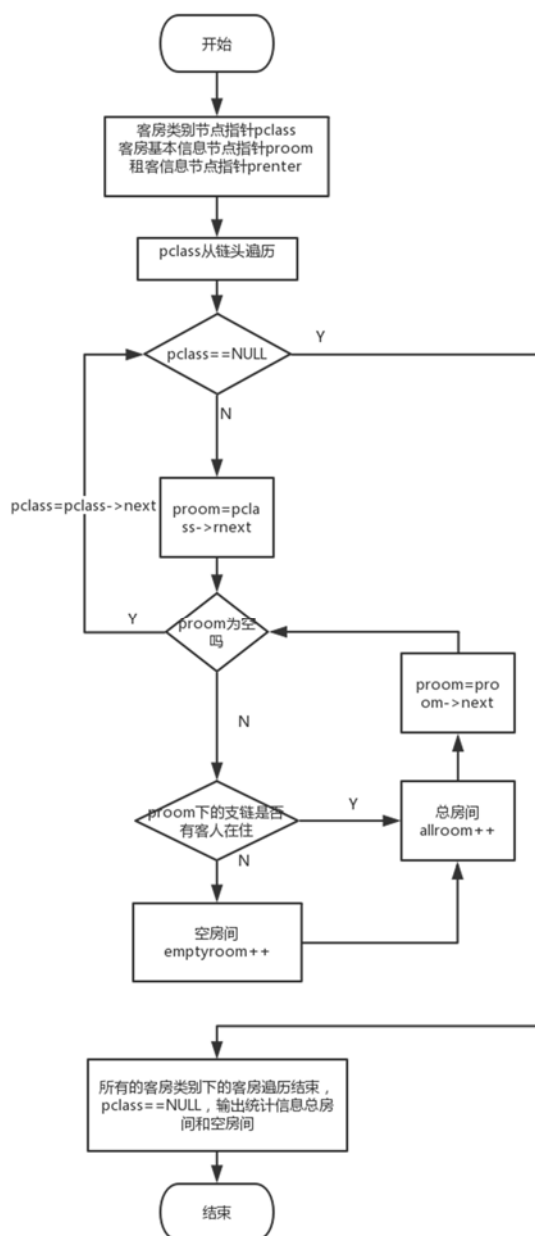 开始
客房类别节点指针pclass
客房基本信息节点指针proom
租客信息节点指针prenter
pclass从链头遍历
pclass==NULL
Y
N
pclass=pclass->next
proom=pcla
ss->rnext
Y
proom为空
吗
proom=pro
om->next
N
proom下的支链是否
有客人在住
Y
总房间
allroom++
N
空房间
emptyroom++
所有的客房类别下的客房遍历结束，
pclass==NULL，输出统计信息总房
间和空房间
结束